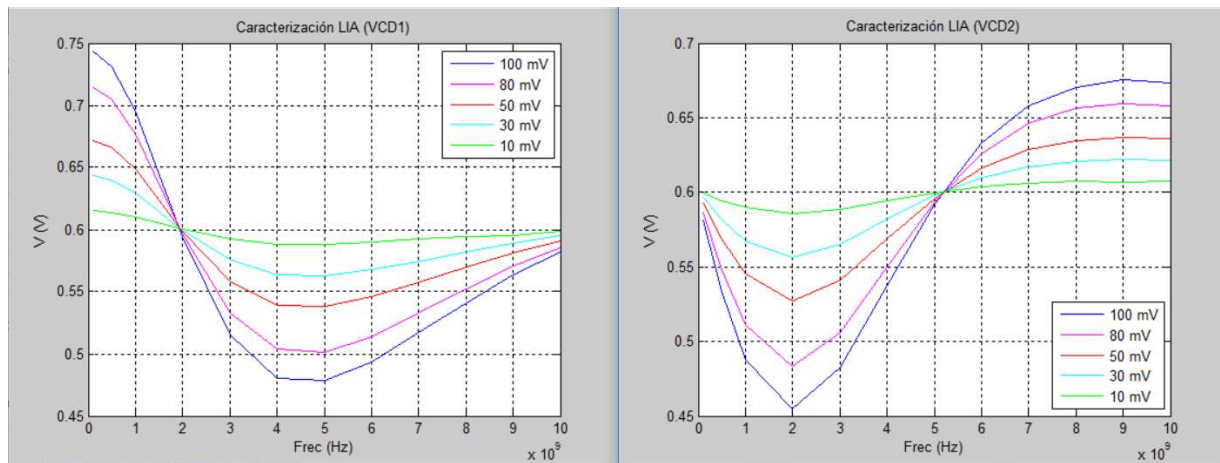 Caracterización LIA (VCD1)
0.75
0.7
0.65
0.6
0.55
0.5
0.45
V (V)
100 mV
80 mV
50 mV
30 mV
10 mV
0 1 2 3 4 5 6 7 8 9 10
Frec (Hz)
x 10^9
Caracterización LIA (VCD2)
0.7
0.65
0.6
0.55
0.5
0.45
V (V)
100 mV
80 mV
50 mV
30 mV
10 mV
0 1 2 3 4 5 6 7 8 9 10
Frec (Hz)
x 10^9